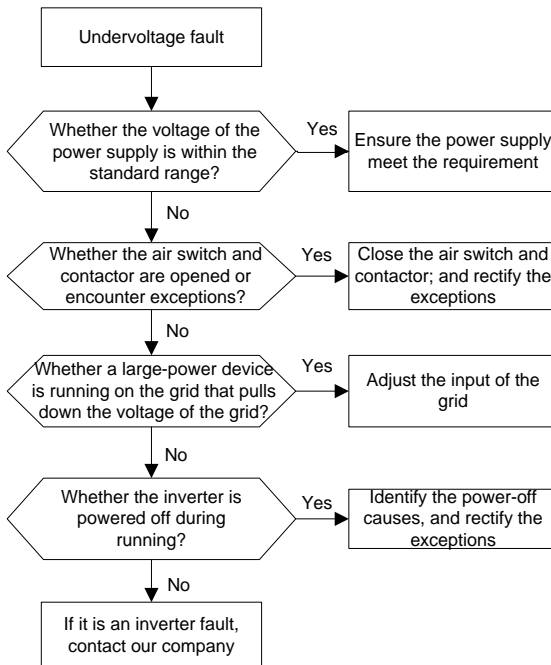 Undervoltage fault
Whether the voltage of the
power supply is within the
standard range?
Yes
Ensure the power supply
meet the requirement
No
Whether the air switch and
contactor are opened or
encounter exceptions?
Yes
Close the air switch and
contactor; and rectify the
exceptions
No
Whether a large-power device
is running on the grid that pulls
down the voltage of the grid?
Yes
Adjust the input of the
grid
No
Whether the inverter is
powered off during
running?
Yes
Identify the power-off
causes, and rectify the
exceptions
No
If it is an inverter fault,
contact our company